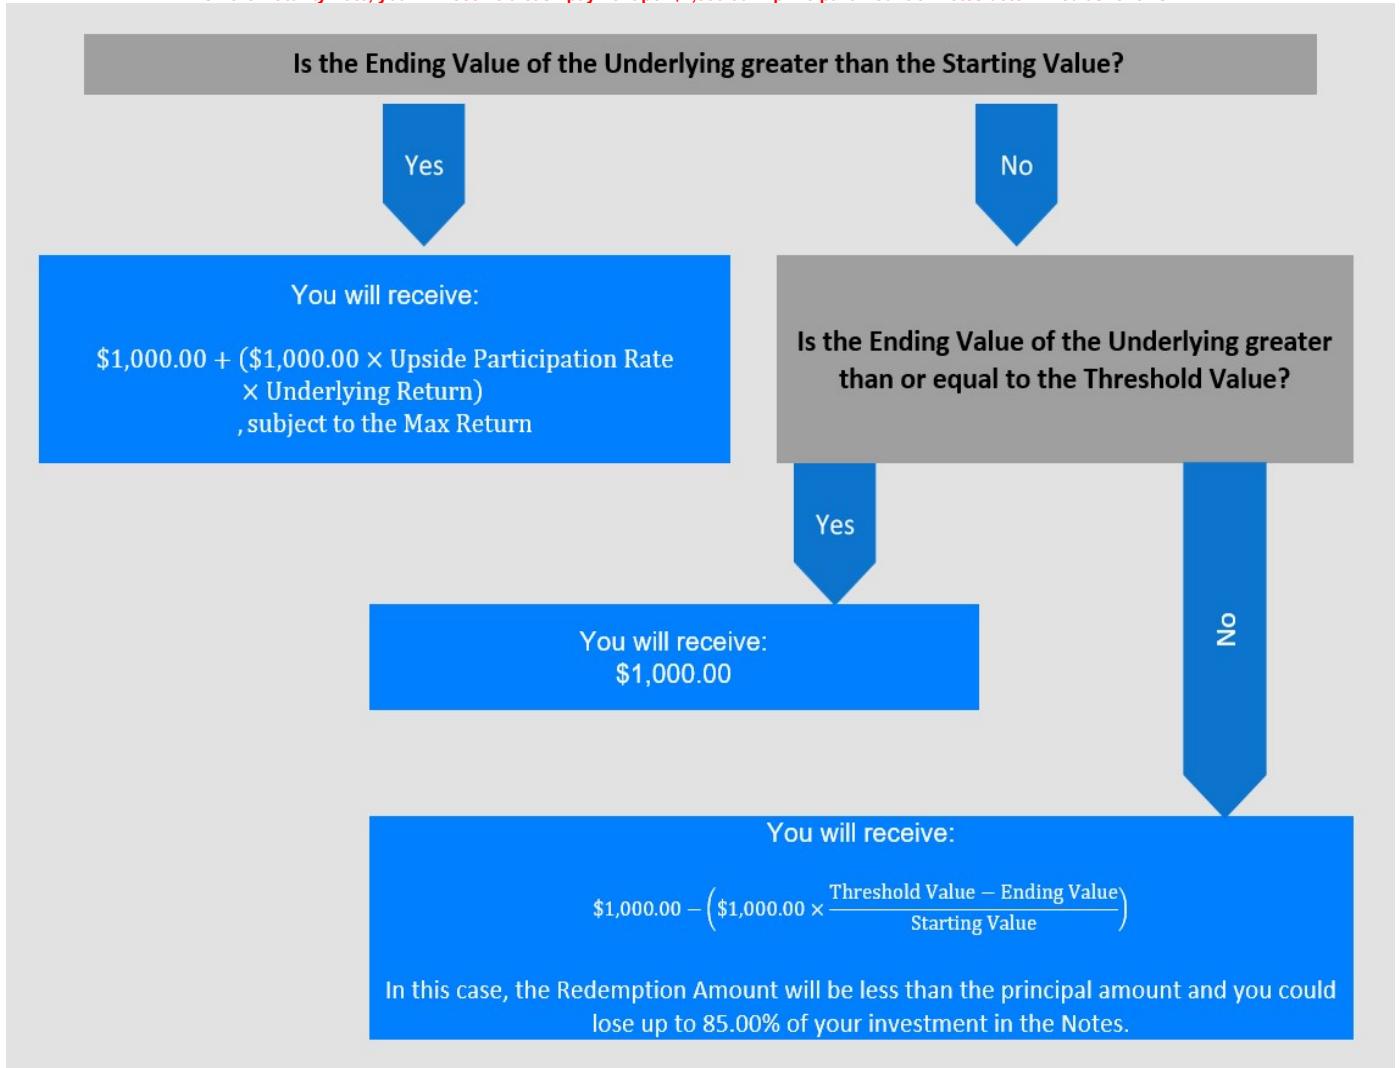 Is the Ending Value of the Underlying greater than the Starting Value?
Yes
No
You will receive:
$1,000.00 + ($1,000.00 × Upside Participation Rate
× Underlying Return)
, subject to the Max Return
Is the Ending Value of the Underlying greater
than or equal to the Threshold Value?
Yes
No
You will receive:
$1,000.00
You will receive:
$1,000.00 − ($1,000.00 × (Threshold Value − Ending Value) / Starting Value)
In this case, the Redemption Amount will be less than the principal amount and you could
lose up to 85.00% of your investment in the Notes.